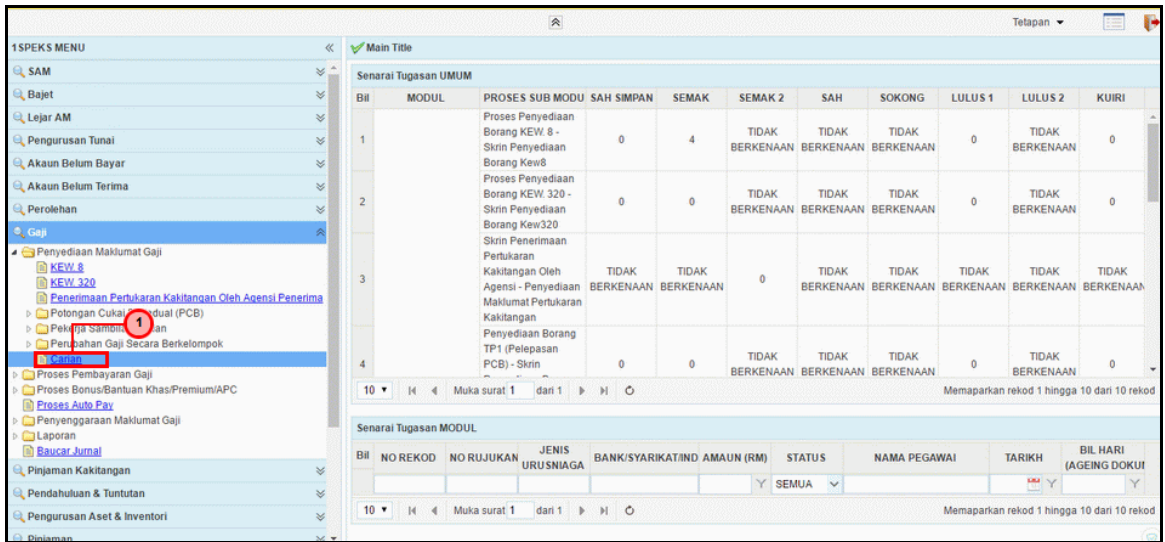 Tetapan
1SPEKS MENU
SAM
Bajet
Lejar AM
Pengurusan Tunai
Akaun Belum Bayar
Akaun Belum Terima
Perolehan
Gaji
Penyediaan Maklumat Gaji
KEW. 8
KEW. 320
Penerimaan Pertukaran Kakitangan Oleh Agensi Penerima
Potongan Cukai edual (PCB)
1
Pekerja Sambila an
Perubahan Gaji Secara Berkelompok
Carian
Proses Pembayaran Gaji
Proses Bonus/Bantuan Khas/Premium/APC
Proses Auto Pay
Penyenggaraan Maklumat Gaji
Laporan
Baucar Jurnal
Pinjaman Kakitangan
Pendahuluan & Tuntutan
Pengurusan Aset & Inventori
Pinjaman
Main Title
Senarai Tugasan UMUM
Bil MODUL PROSES SUB MODU SAH SIMPAN SEMAK SEMAK 2 SAH SOKONG LULUS 1 LULUS 2 KUIRI
Proses Penyediaan
Borang KEW. 8 -
Skrin Penyediaan
Borang Kew8
1 0 4 TIDAK BERKENAAN TIDAK BERKENAAN TIDAK BERKENAAN 0 TIDAK BERKENAAN 0
Proses Penyediaan
Borang KEW. 320 -
Skrin Penyediaan
Borang Kew320
2 0 0 TIDAK BERKENAAN TIDAK BERKENAAN TIDAK BERKENAAN 0 TIDAK BERKENAAN 0
Skrin Penerimaan
Pertukaran
Kakitangan Oleh
Agensi - Penyediaan
Maklumat Pertukaran
Kakitangan
3 TIDAK BERKENAAN TIDAK BERKENAAN 0 TIDAK BERKENAAN TIDAK BERKENAAN TIDAK BERKENAAN TIDAK BERKENAAN TIDAK BERKENAAN
Penyediaan Borang
TP1 (Pelepasan
PCB) - Skrin
4 0 0 TIDAK BERKENAAN TIDAK BERKENAAN TIDAK BERKENAAN 0 TIDAK BERKENAAN 0
10 Muka surat 1 dari 1 Memaparkan rekod 1 hingga 10 dari 10 rekod
Senarai Tugasan MODUL
Bil NO REKOD NO RUJUKAN JENIS URUSNIAGA BANK/SYARIKAT/IND AMAUN (RM) STATUS NAMA PEGAWAI TARIKH BIL HARI (AGEING DOKU
SEMUA
10 Muka surat 1 dari 1 Memaparkan rekod 1 hingga 10 dari 10 rekod